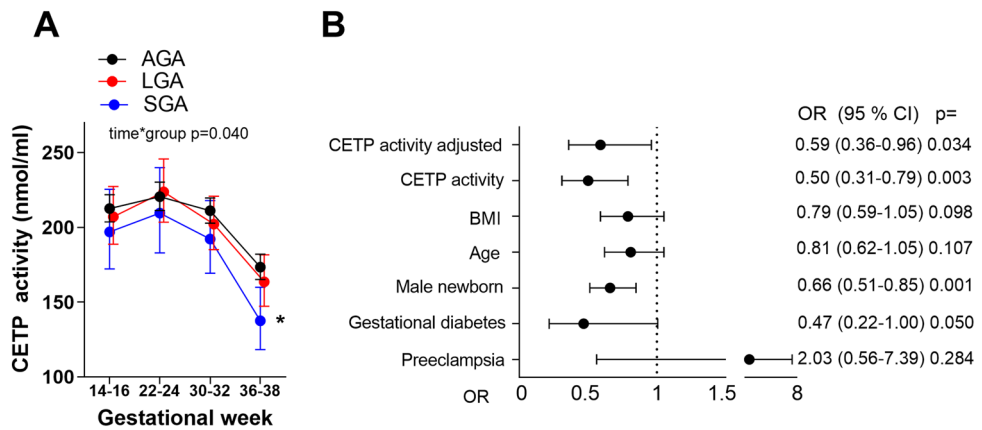 A
AGA
LGA
SGA
time*group p=0.040
CETP activity (nmol/ml)
250
200
150
100
*
14-16 22-24 30-32 36-38
Gestational week
B
OR (95 % CI) p=
CETP activity adjusted 0.59 (0.36-0.96) 0.034
CETP activity 0.50 (0.31-0.79) 0.003
BMI 0.79 (0.59-1.05) 0.098
Age 0.81 (0.62-1.05) 0.107
Male newborn 0.66 (0.51-0.85) 0.001
Gestational diabetes 0.47 (0.22-1.00) 0.050
Preeclampsia 2.03 (0.56-7.39) 0.284
OR 0 0.5 1 1.5 8